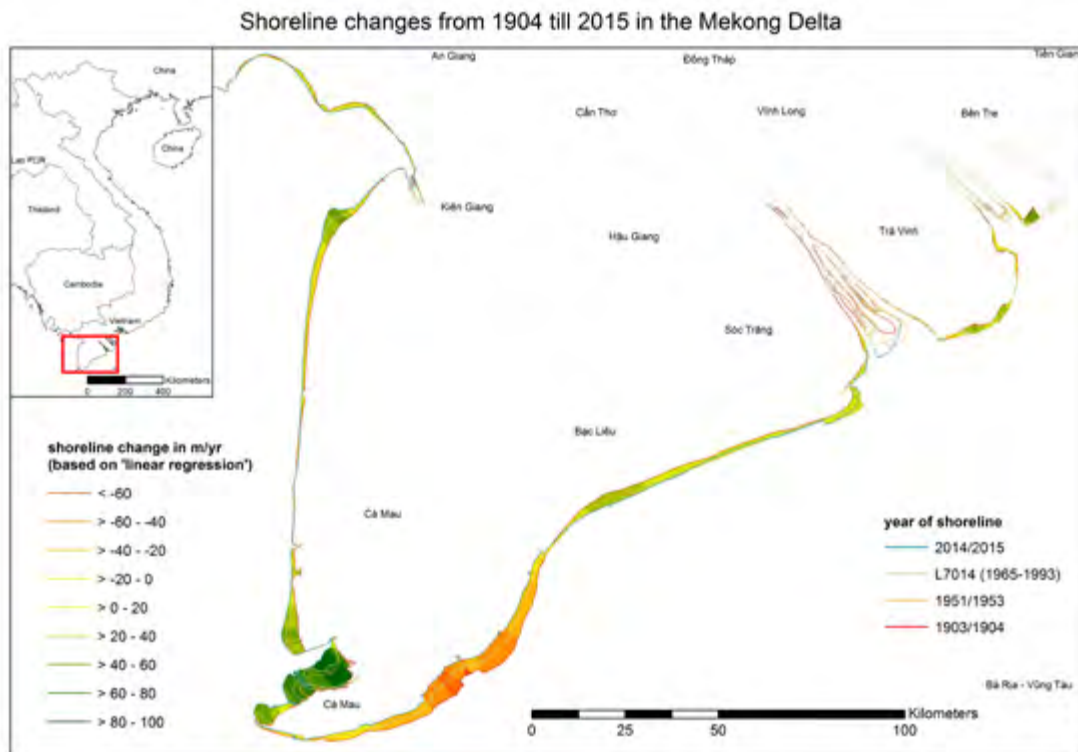 Shoreline changes from 1904 till 2015 in the Mekong Delta
An Giang
Đồng Tháp
Tiền Gian
China
China
Lao PDR
Thailand
Cambodia
Vietnam
Kilometers
0 200 400
Cần Thơ
Vĩnh Long
Bến Tre
Kiên Giang
Hậu Giang
Trà Vinh
Sóc Trăng
Bạc Liêu
Cà Mau
Cà Mau
Bà Rịa - Vũng Tàu
shoreline change in m/yr
(based on 'linear regression')
< -60
> -60 - -40
> -40 - -20
> -20 - 0
> 0 - 20
> 20 - 40
> 40 - 60
> 60 - 80
> 80 - 100
year of shoreline
2014/2015
L7014 (1965-1993)
1951/1953
1903/1904
Kilometers
0 25 50 100